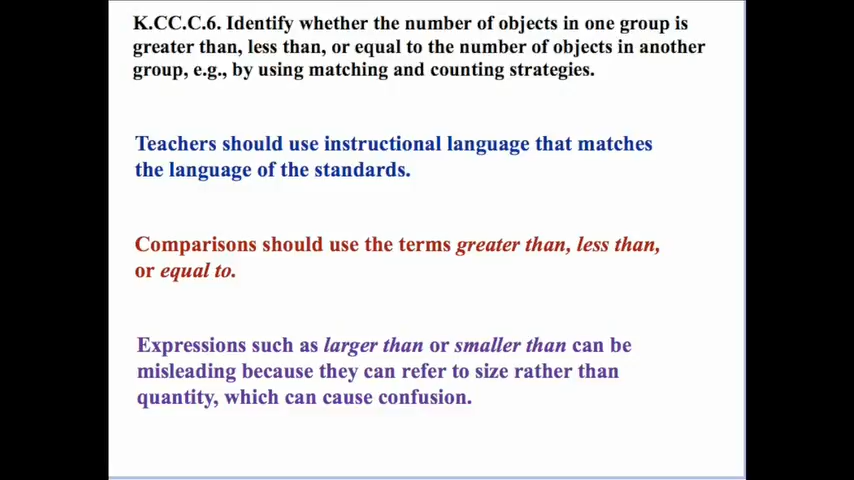 K.CC.C.6. Identify whether the number of objects in one group is
greater than, less than, or equal to the number of objects in another
group, e.g., by using matching and counting strategies.
Teachers should use instructional language that matches
the language of the standards.
Comparisons should use the terms greater than, less than,
or equal to.
Expressions such as larger than or smaller than can be
misleading because they can refer to size rather than
quantity, which can cause confusion.